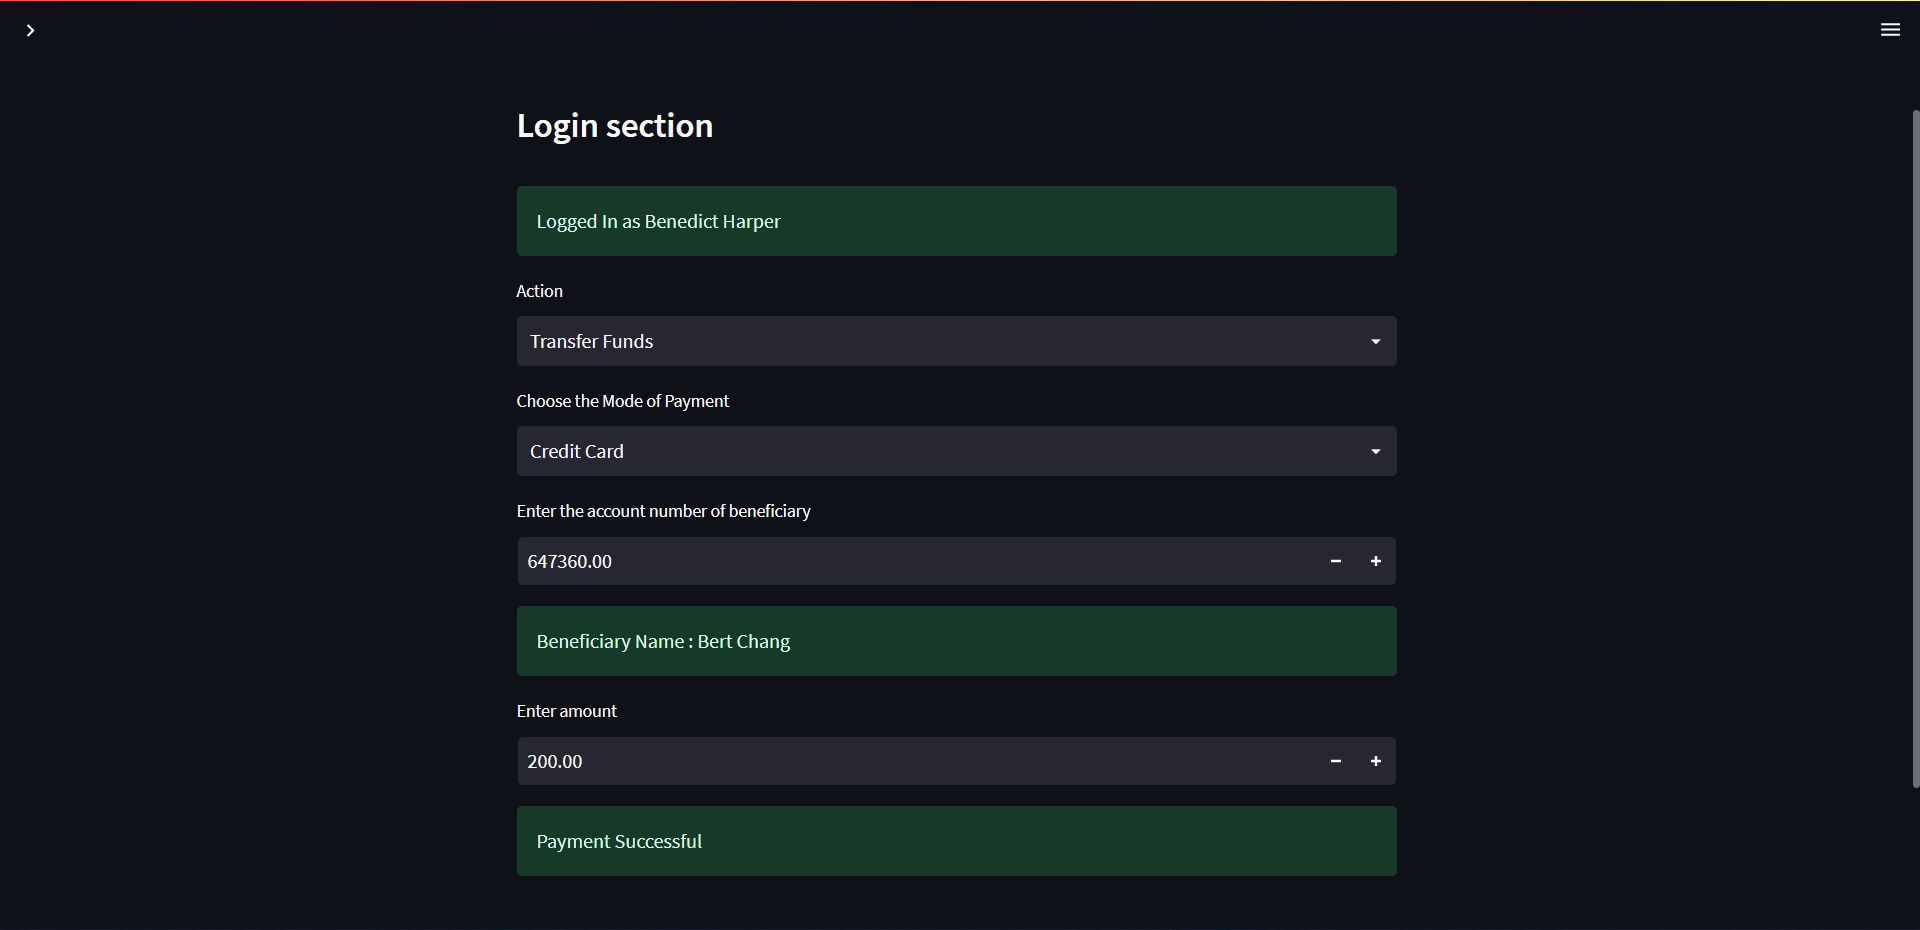 Login section
Logged In as Benedict Harper
Action
Transfer Funds
Choose the Mode of Payment
Credit Card
Enter the account number of beneficiary
647360.00
Beneficiary Name : Bert Chang
Enter amount
200.00
Payment Successful